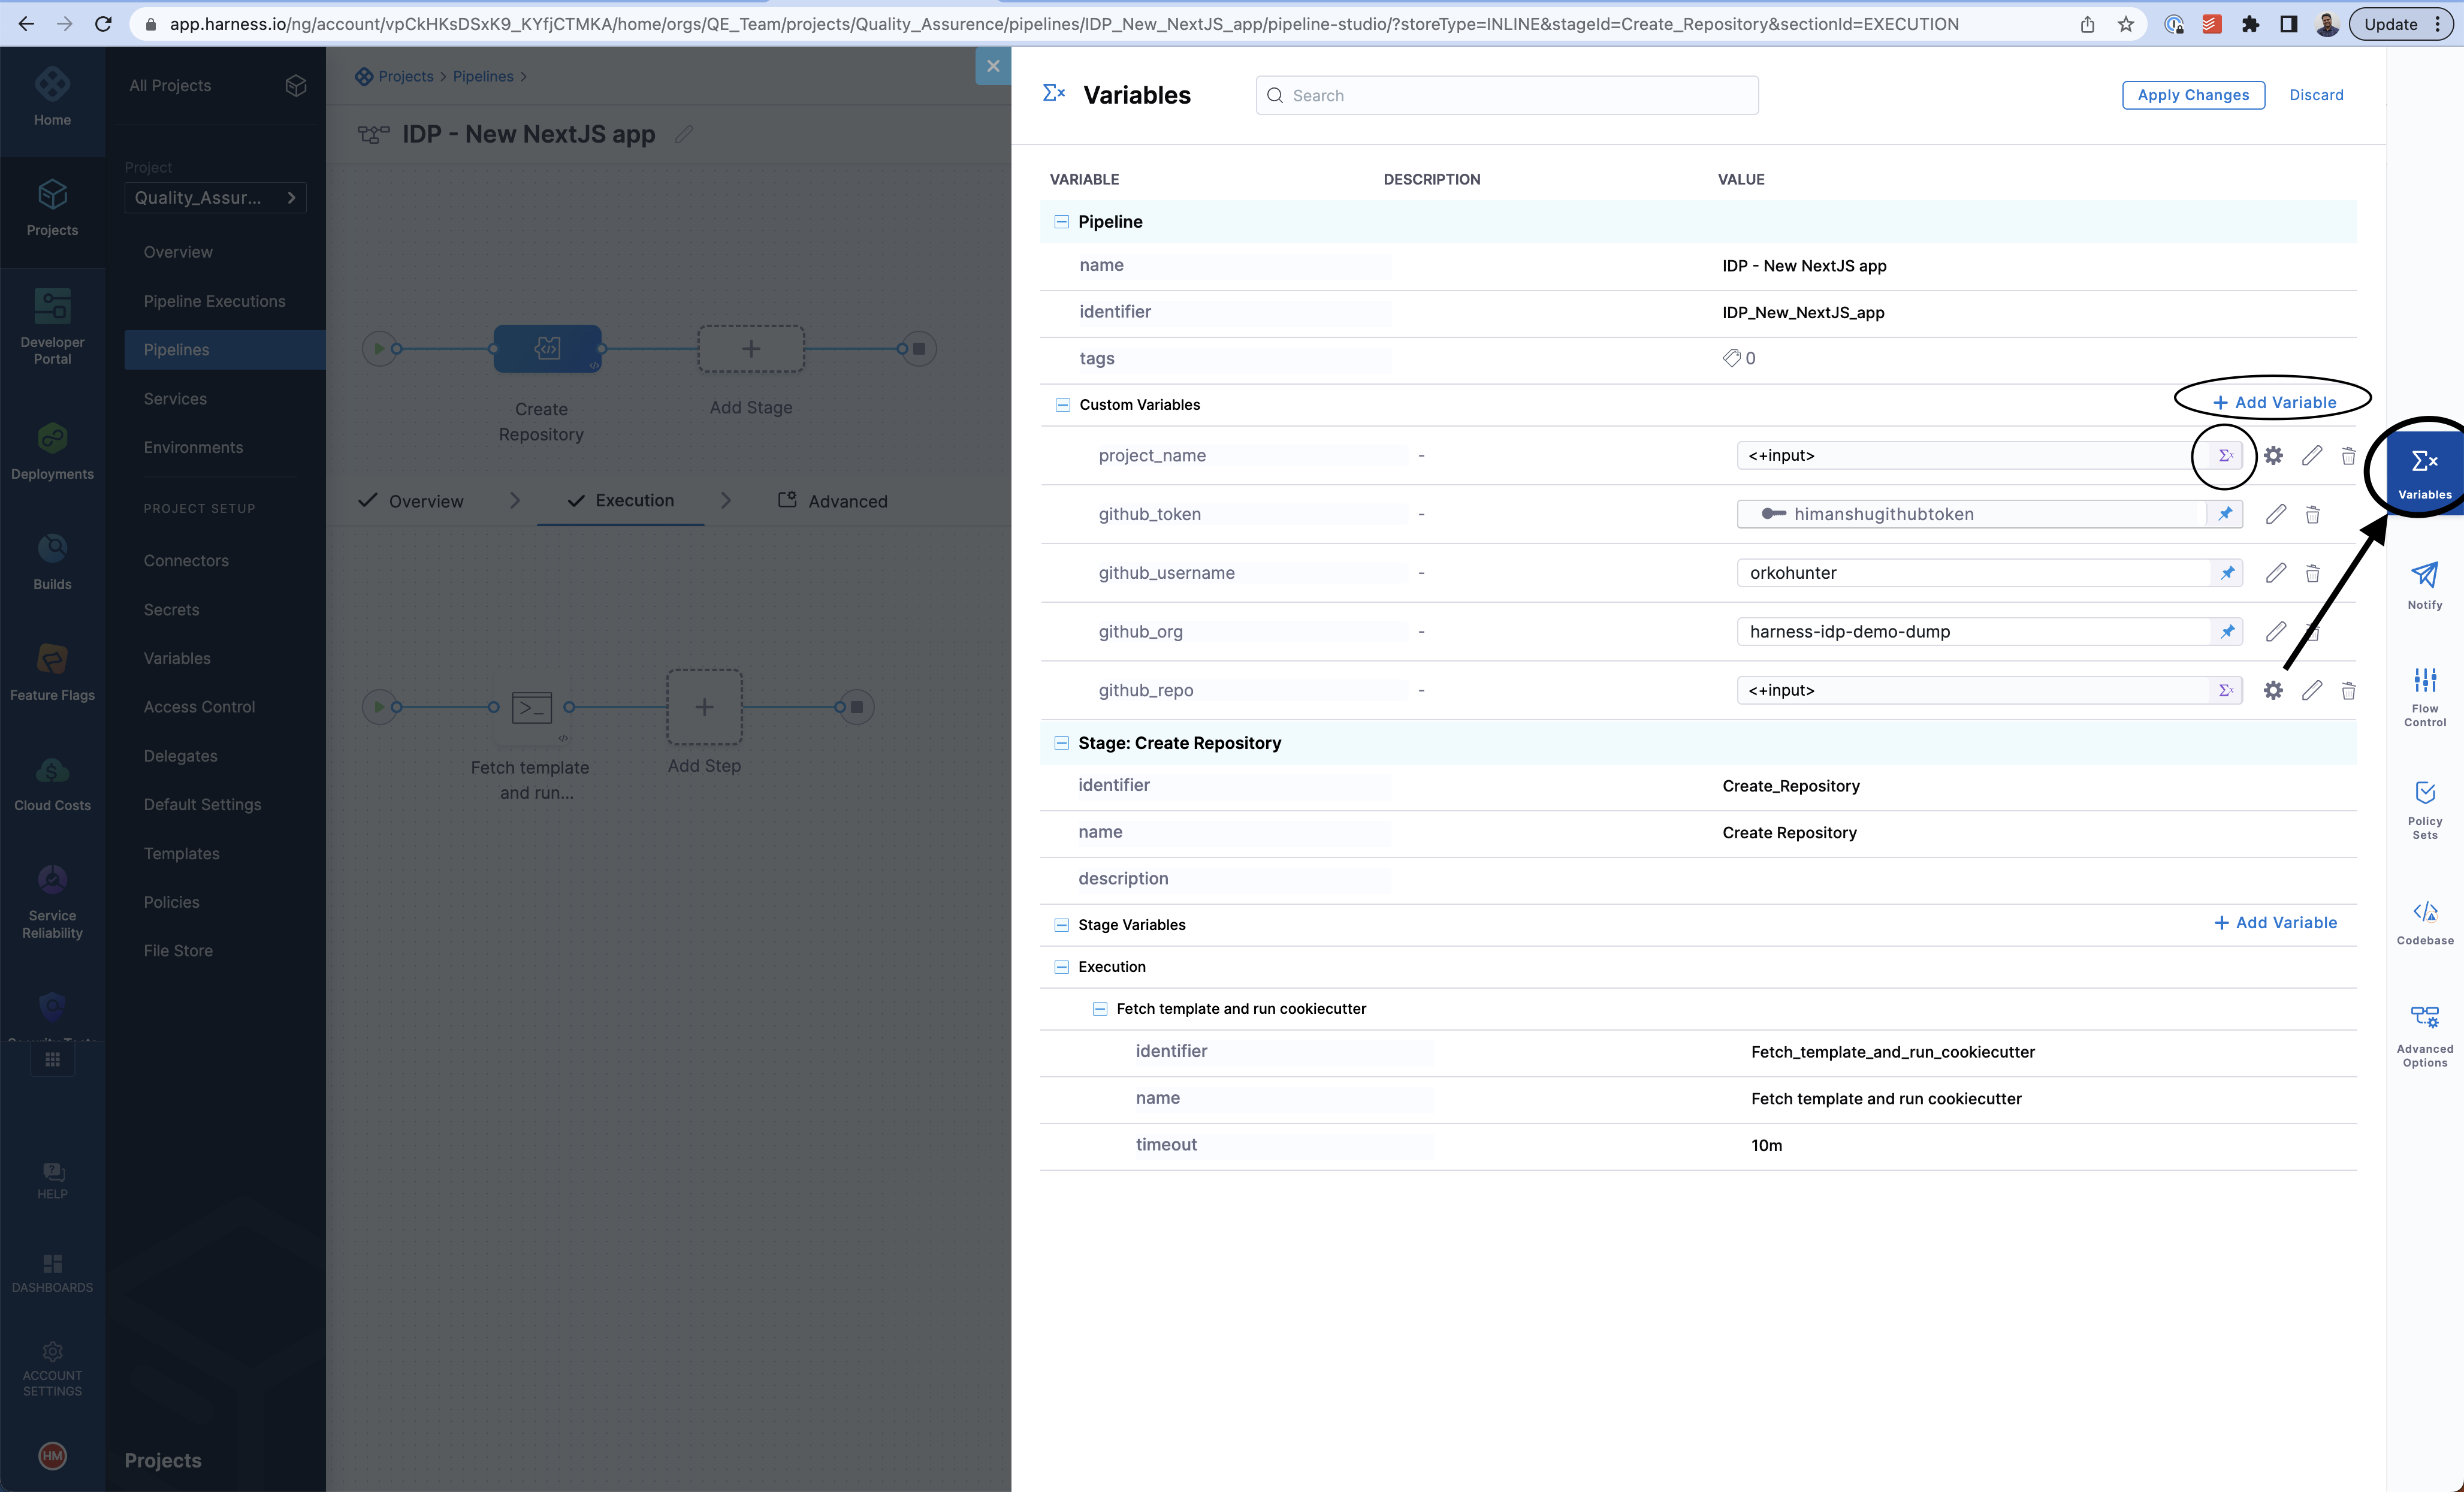 app.harness.io/ng/account/vpCkHKsDSxK9_KYfjCTMKA/home/orgs/QE_Team/projects/Quality_Assurence/pipelines/IDP_New_NextJS_app/pipeline-studio/?storeType=INLINE&stageId=Create_Repository&sectionId=EXECUTION
Update
Home
Projects
Developer
Portal
Deployments
Builds
Feature Flags
Cloud Costs
Service
Reliability
HELP
DASHBOARDS
ACCOUNT
SETTINGS
HM
All Projects
Project
Quality_Assur...
Overview
Pipeline Executions
Pipelines
Services
Environments
PROJECT SETUP
Connectors
Secrets
Variables
Access Control
Delegates
Default Settings
Templates
Policies
File Store
Projects
Projects > Pipelines >
IDP - New NextJS app
Create
Repository
Add Stage
Overview
Execution
Advanced
Fetch template
and run...
Add Step
Variables
Search
Apply Changes
Discard
VARIABLE DESCRIPTION VALUE
Pipeline
name IDP - New NextJS app
identifier IDP_New_NextJS_app
tags 0
Custom Variables + Add Variable
project_name - <+input>
github_token - himanshugithubtoken
github_username - orkohunter
github_org - harness-idp-demo-dump
github_repo - <+input>
Stage: Create Repository
identifier Create_Repository
name Create Repository
description
Stage Variables + Add Variable
Execution
Fetch template and run cookiecutter
identifier Fetch_template_and_run_cookiecutter
name Fetch template and run cookiecutter
timeout 10m
Variables
Notify
Flow
Control
Policy
Sets
Codebase
Advanced
Options